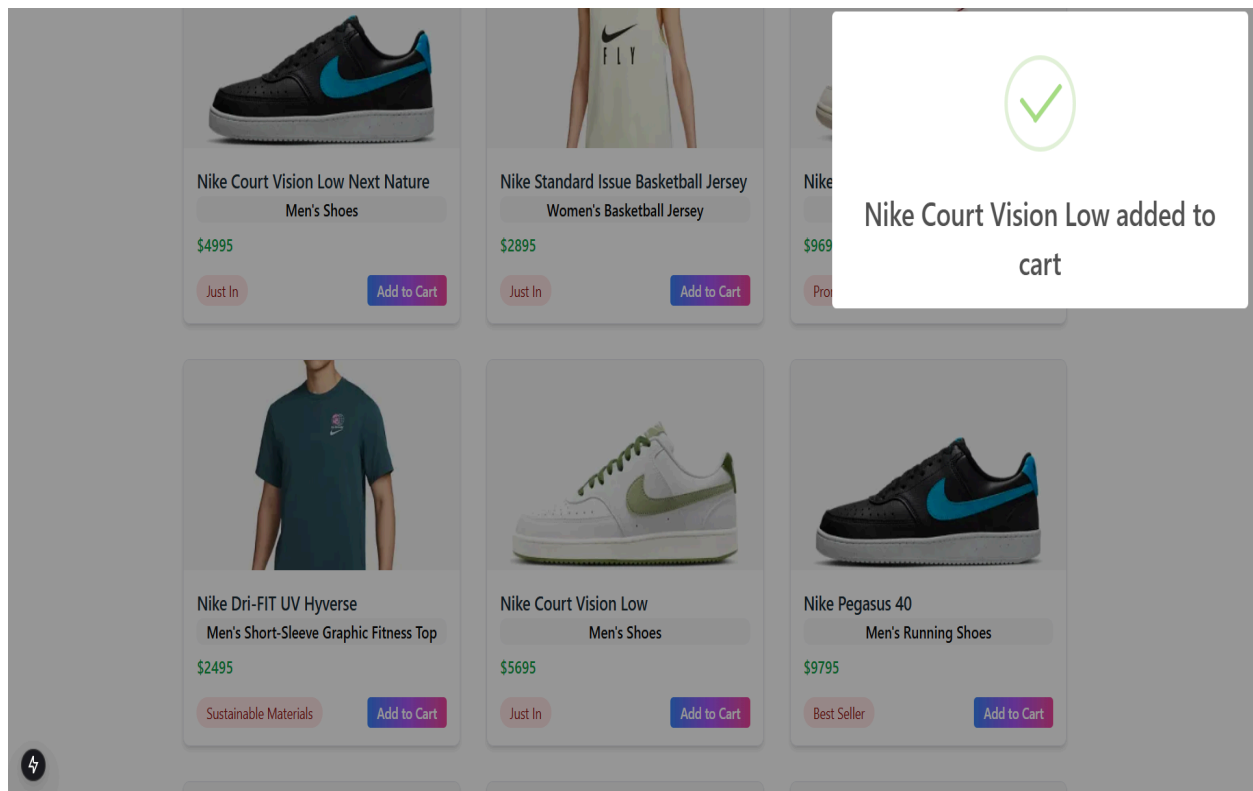 FLY
Nike Court Vision Low added to
cart
Nike Court Vision Low Next Nature
Men's Shoes
$4995
Just In
Add to Cart
Nike Standard Issue Basketball Jersey
Women's Basketball Jersey
$2895
Just In
Add to Cart
Nike
$969
Nike Dri-FIT UV Hyverse
Men's Short-Sleeve Graphic Fitness Top
$2495
Sustainable Materials
Add to Cart
Nike Court Vision Low
Men's Shoes
$5695
Just In
Add to Cart
Nike Pegasus 40
Men's Running Shoes
$9795
Best Seller
Add to Cart